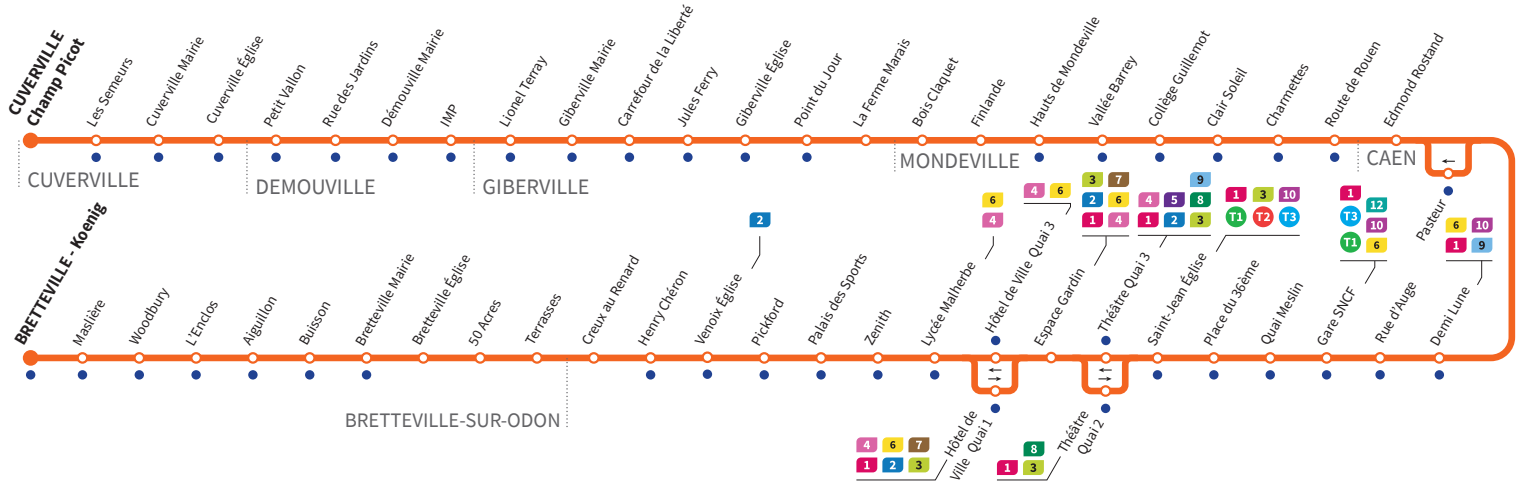 CUVERVILLE
Champ Picot
Les Semeurs
Cuverville Mairie
Cuverville Église
Petit Vallon
Rue des Jardins
Démouville Mairie
IMP
Lionel Terray
Giberville Mairie
Carrefour de la Liberté
Jules Ferry
Giberville Église
Point du Jour
La Ferme Marais
Bois Claquet
Finlande
Hauts de Mondeville
Vallée Barrey
Collège Guillemot
Clair Soleil
Charmettes
Route de Rouen
Edmond Rostand
CUVERVILLE
DEMOUVILLE
GIBERVILLE
MONDEVILLE
CAEN
Pasteur
BRETTEVILLE - Koenig
Maslière
Woodbury
L'Enclos
Aiguillon
Buisson
Bretteville Mairie
Bretteville Église
50 Acres
Terrasses
Creux au Renard
Henry Chéron
Venoix Église
2
Pickford
Palais des Sports
Zenith
Lycée Malherbe
6
4
Hôtel de Ville Quai 3
4 6
Espace Gardin
3 7
2 6
1 4
Théâtre Quai 3
9
4 5 8
1 2 3
Saint-Jean Église
1 3 10
T1 T2 T3
Place du 36ème
Quai Meslin
Gare SNCF
1
T3 12
10
T1 6
Rue d'Auge
Demi Lune
6 10
1 9
BRETTEVILLE-SUR-ODON
4 6 7
1 2 3
Hôtel de
Ville Quai 1
8
1 3
Théâtre
Quai 2